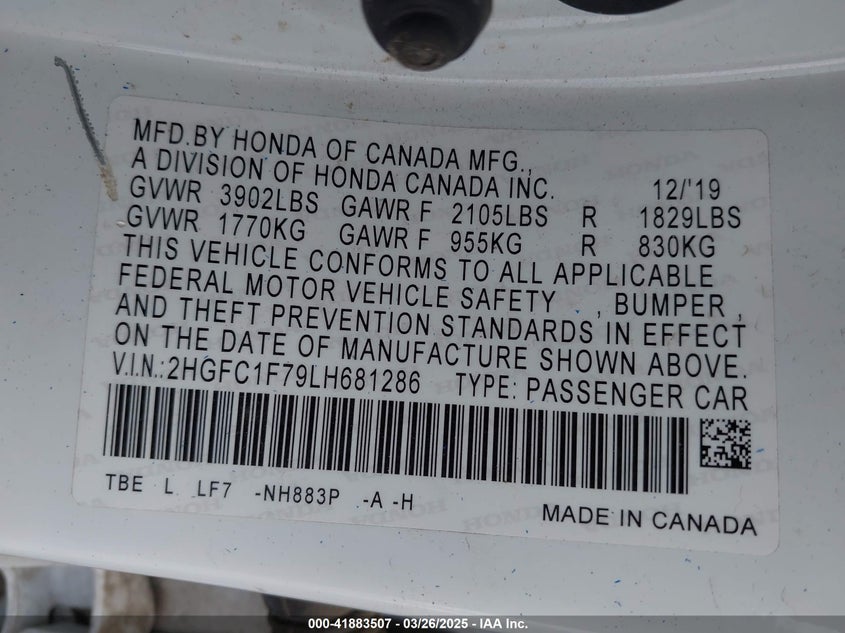 MFD.BY HONDA OF CANADA MFG.,
A DIVISION OF HONDA CANADA INC. 12/'19
GVWR 3902LBS GAWR F 2105LBS R 1829LBS
GVWR 1770KG GAWR F 955KG R 830KG
THIS VEHICLE CONFORMS TO ALL APPLICABLE
FEDERAL MOTOR VEHICLE SAFETY , BUMPER ,
AND THEFT PREVENTION STANDARDS IN EFFECT
ON THE DATE OF MANUFACTURE SHOWN ABOVE.
V.I.N.:2HGFC1F79LH681286 TYPE: PASSENGER CAR
TBE L LF7 -NH883P -A -H
MADE IN CANADA
000-41883507 - 03/26/2025 - IAA Inc.